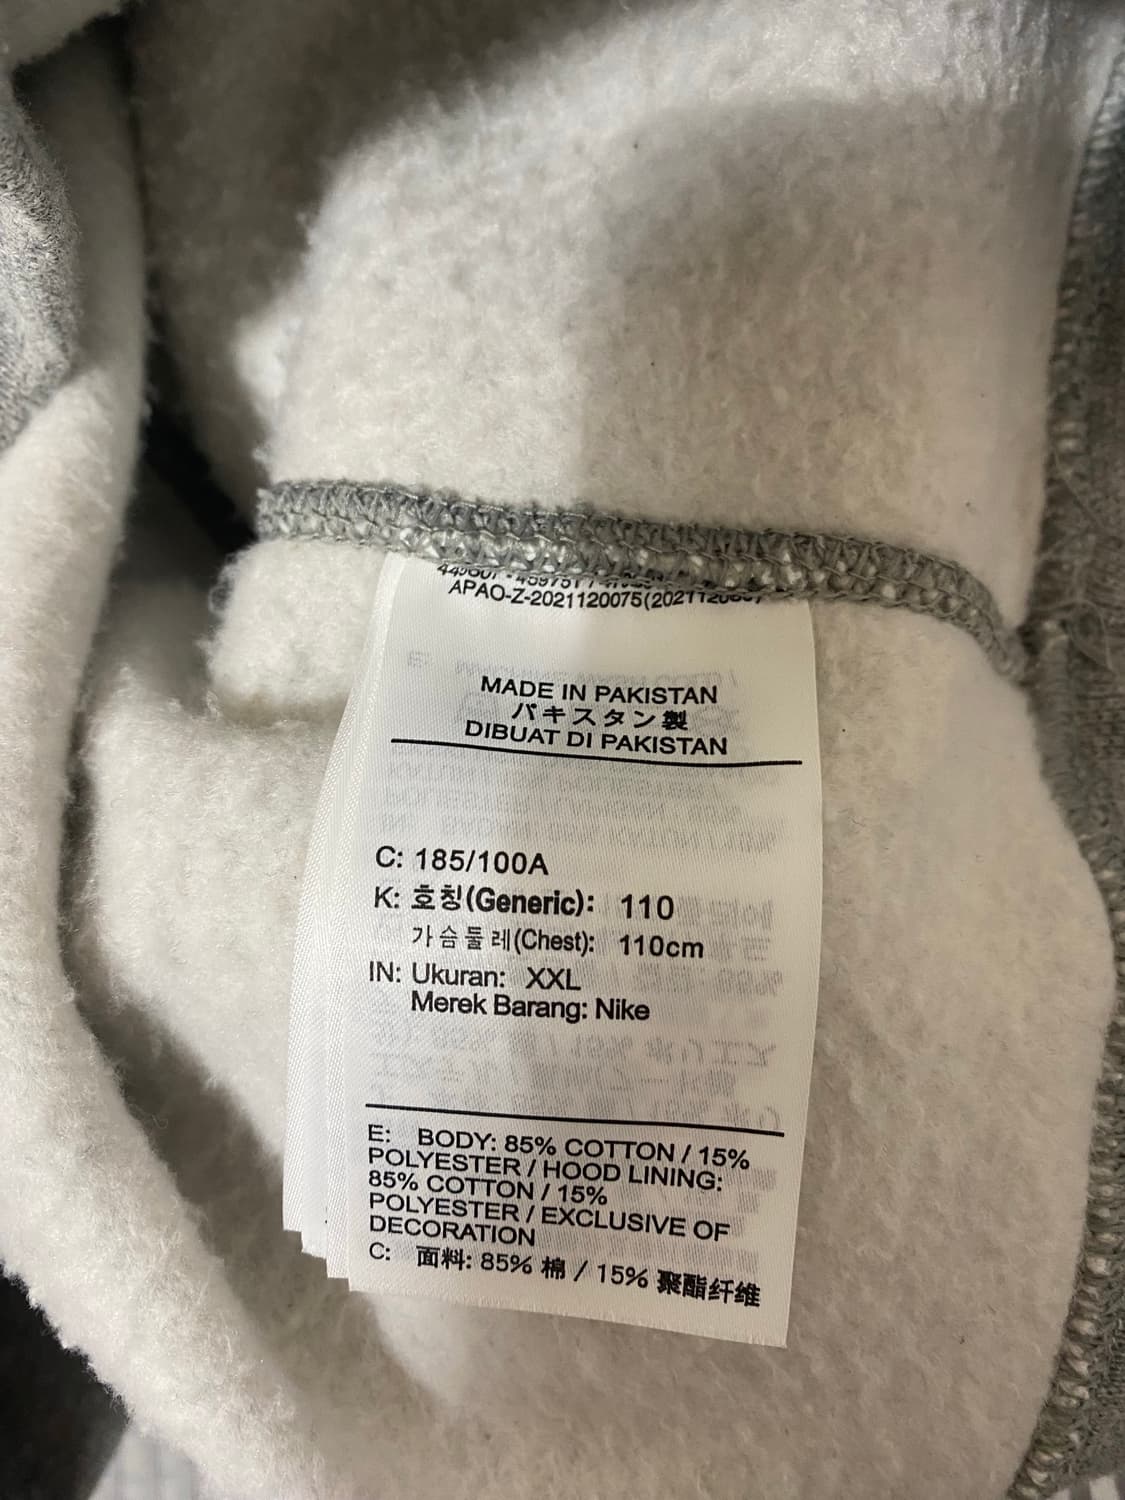 APAO-Z-2021120075(2021120
MADE IN PAKISTAN
パキスタン製
DIBUAT DI PAKISTAN
C: 185/100A
K: 호칭(Generic): 110
가슴둘레(Chest): 110cm
IN: Ukuran: XXL
Merek Barang: Nike
E: BODY: 85% COTTON / 15%
POLYESTER / HOOD LINING:
85% COTTON / 15%
POLYESTER / EXCLUSIVE OF
DECORATION
C: 面料: 85% 棉 / 15% 聚酯纤维